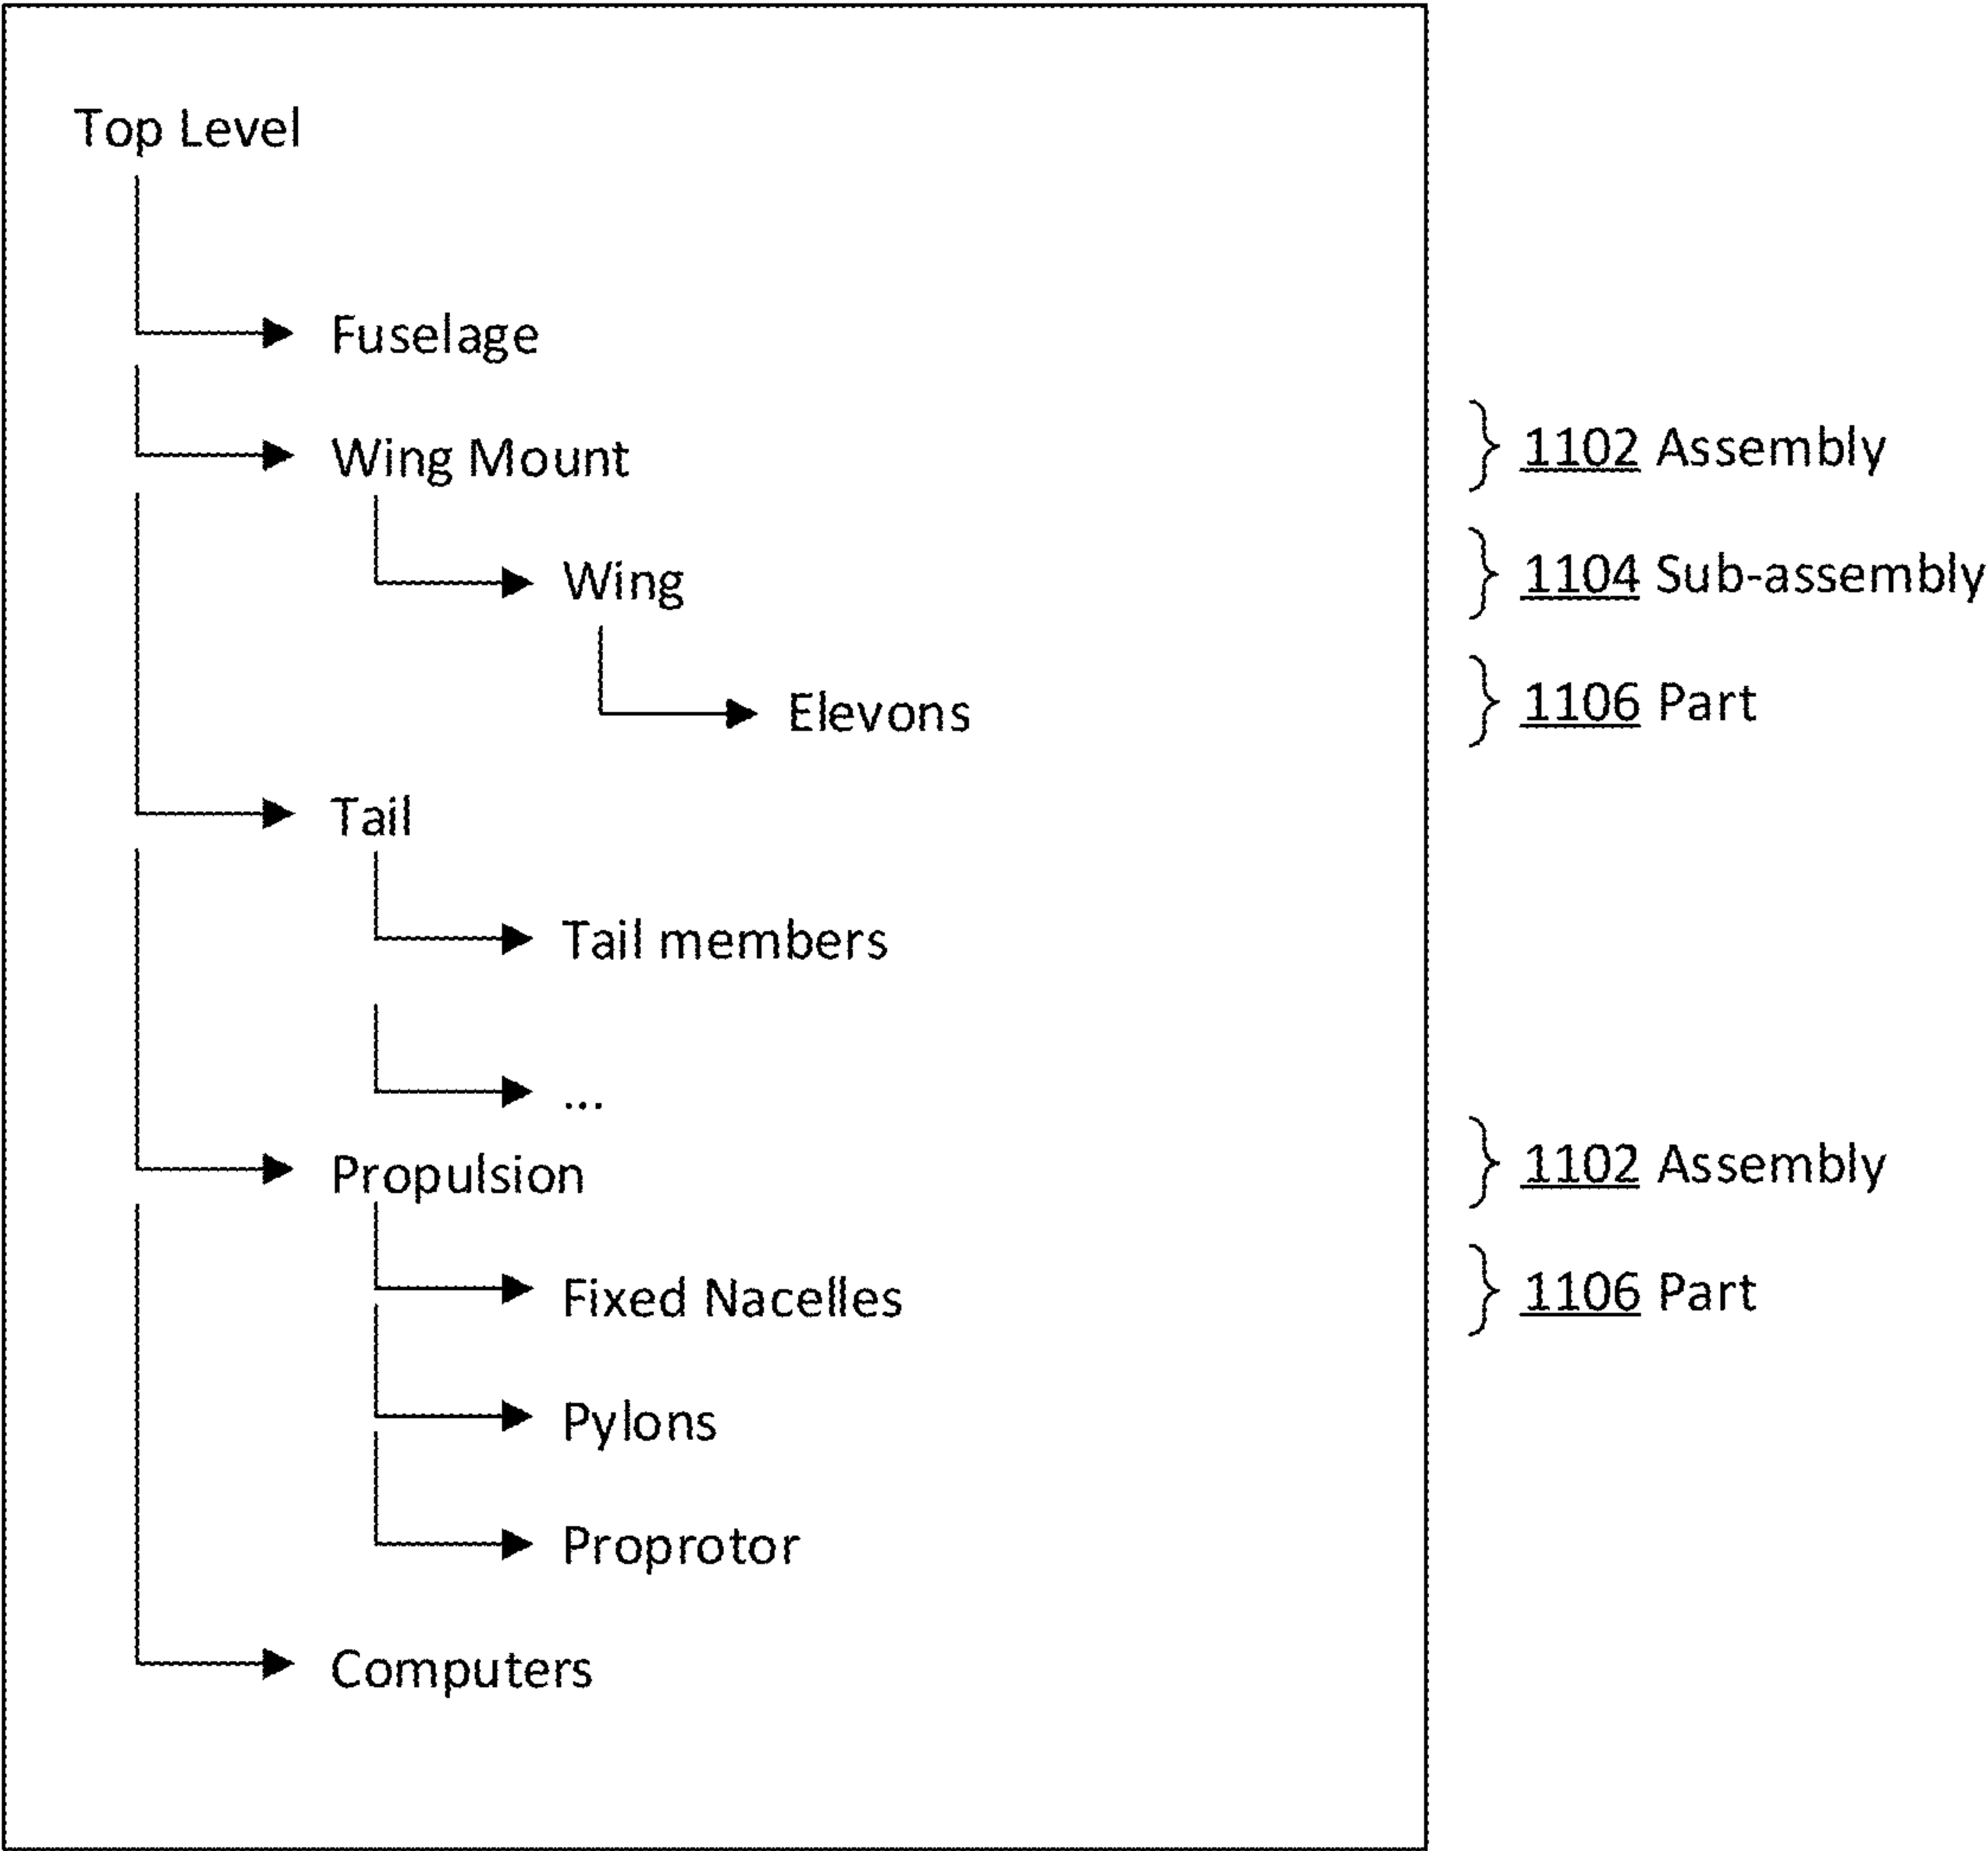 Top Level
Fuselage
Wing Mount
1102 Assembly
Wing
1104 Sub-assembly
Elevons
1106 Part
Tail
Tail members
...
Propulsion
1102 Assembly
Fixed Nacelles
1106 Part
Pylons
Proprotor
Computers